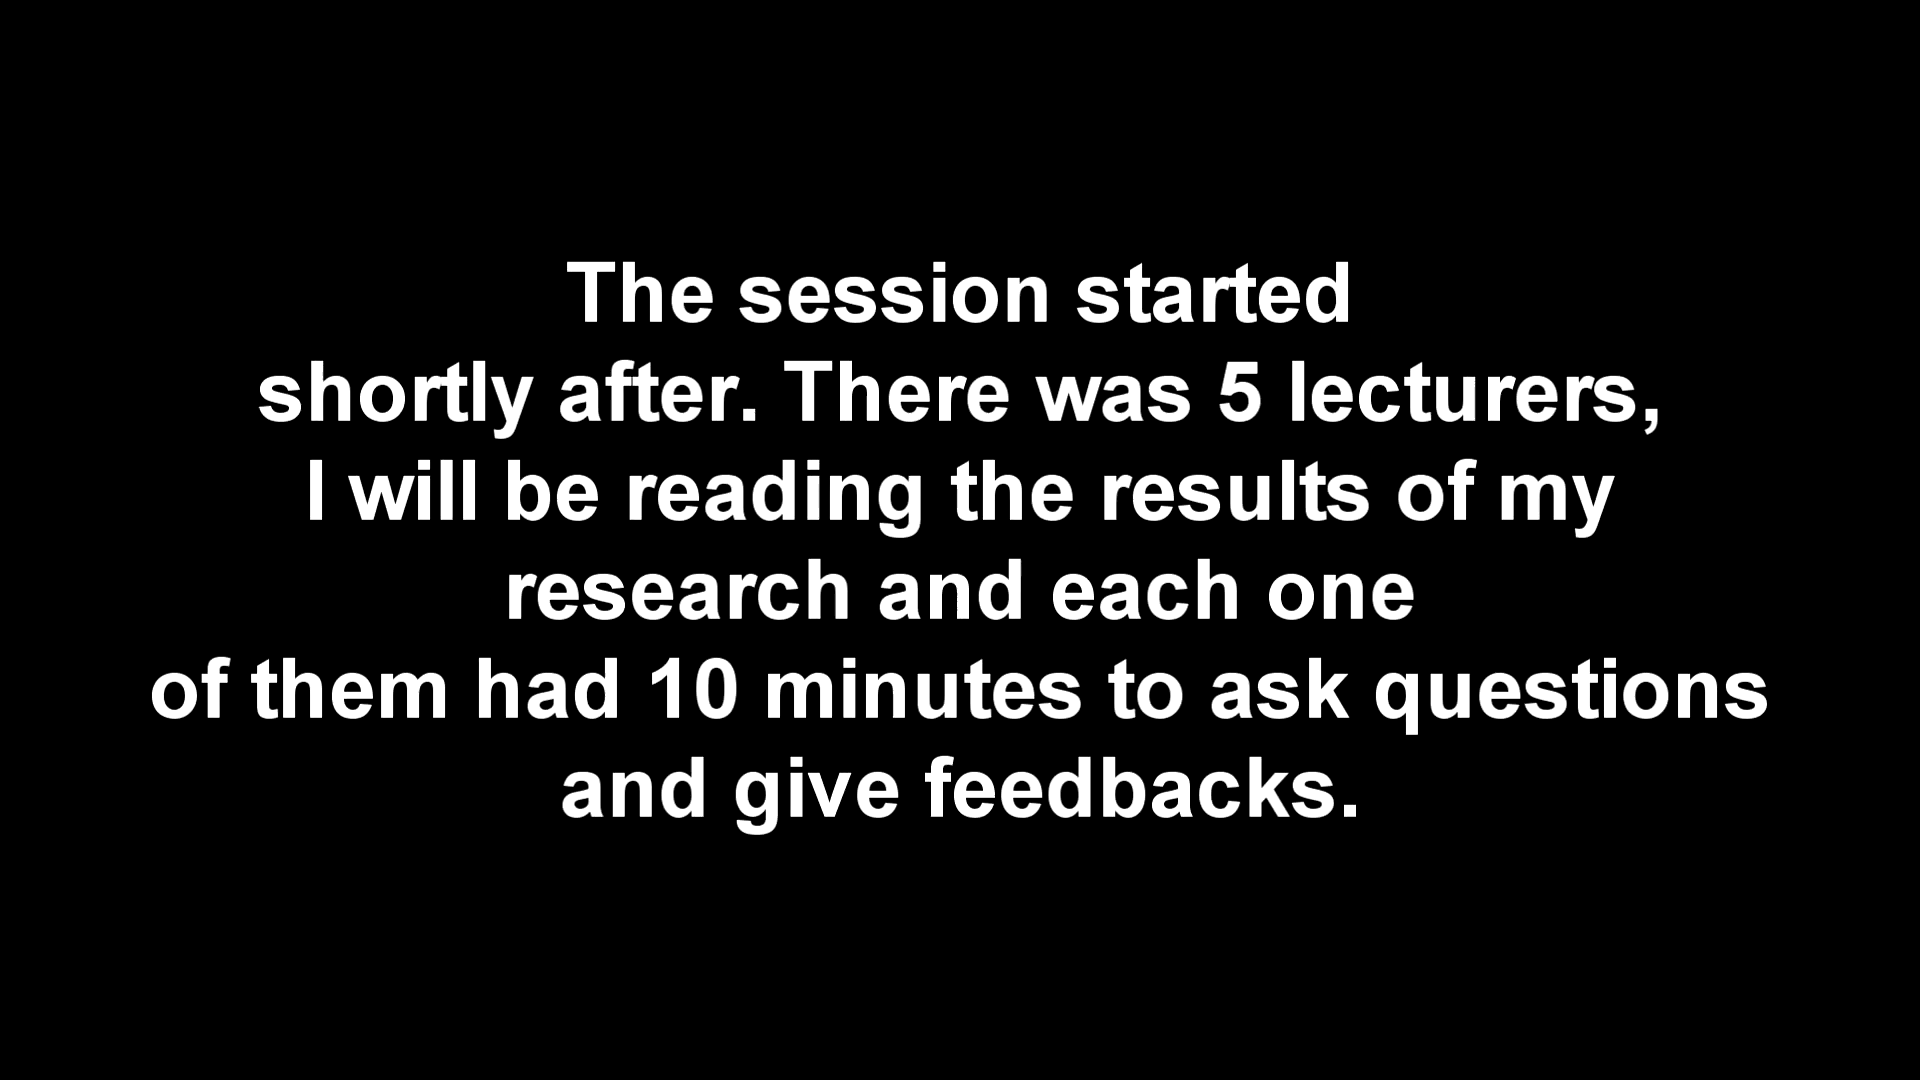 The session started
shortly after. There was 5 lecturers,
I will be reading the results of my
research and each one
of them had 10 minutes to ask questions
and give feedbacks.